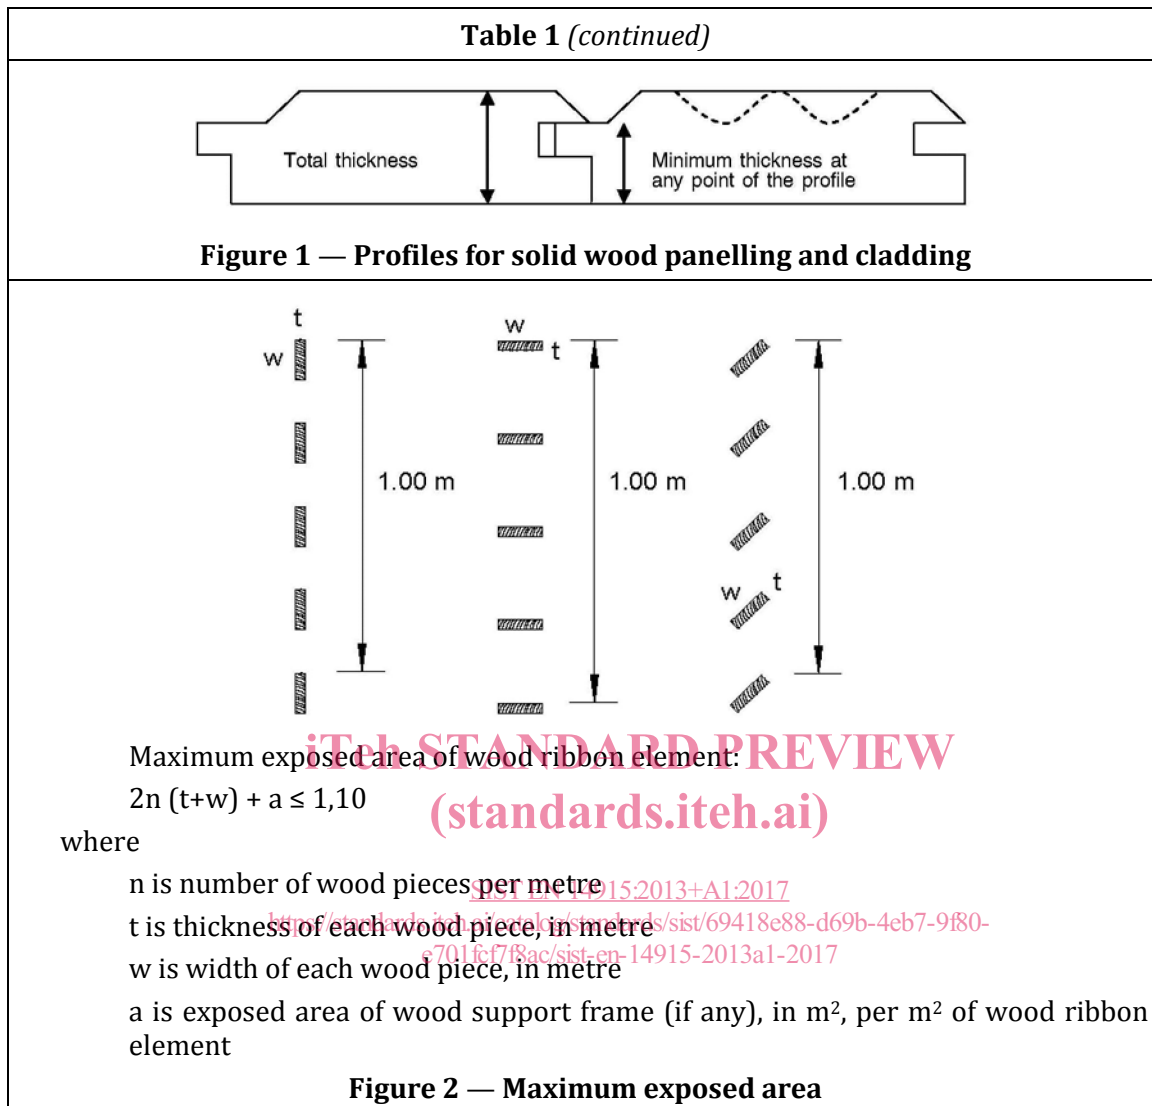 Table 1 (continued)
Total thickness
Minimum thickness at
any point of the profile
Figure 1 — Profiles for solid wood panelling and cladding
t
w
1.00 m
w
t
1.00 m
w
t
1.00 m
Maximum exposed area of wood ribbon element:
iTeh STANDARD PREVIEW
2n (t+w) + a ≤ 1,10
(standards.iteh.ai)
where
n is number of wood pieces per metre
SIST EN 14915:2013+A1:2017
t is thickness of each wood piece, in metre
https://standards.iteh.ai/catalog/standards/sist/69418e88-d69b-4eb7-9f80-
e701fcf7f8ac/sist-en-14915-2013a1-2017
w is width of each wood piece, in metre
a is exposed area of wood support frame (if any), in m², per m² of wood ribbon
element
Figure 2 — Maximum exposed area